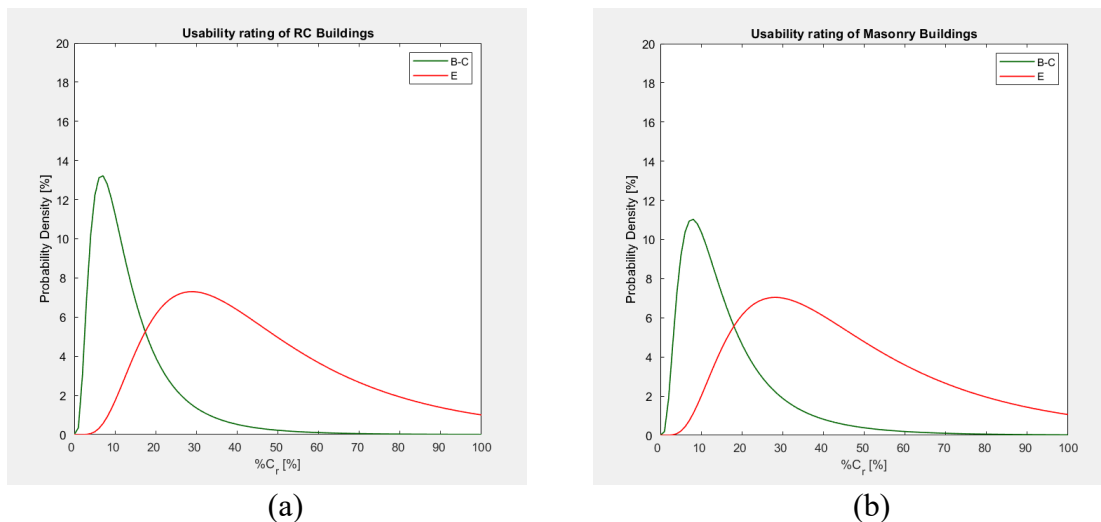 Usability rating of RC Buildings
B-C
E
20
18
16
14
12
10
8
6
4
2
0
Probability Density [%]
0 10 20 30 40 50 60 70 80 90 100
%C_r [%]
(a)
Usability rating of Masonry Buildings
B-C
E
20
18
16
14
12
10
8
6
4
2
0
Probability Density [%]
0 10 20 30 40 50 60 70 80 90 100
%C_r [%]
(b)